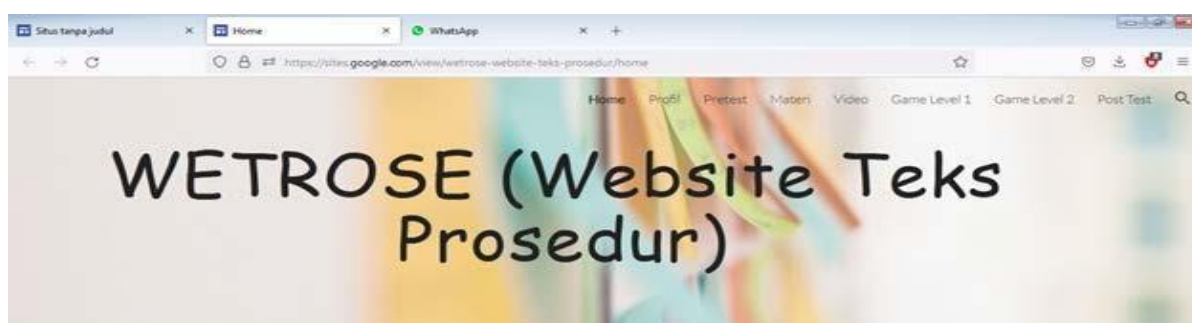 Situs tanpa judul
Home
WhatsApp
https://sites.google.com/view/wetrose-website-teks-prosedur/home
Home Profil Pretest Materi Video Game Level 1 Game Level 2 Post Test
WETROSE (Website Teks
Prosedur)